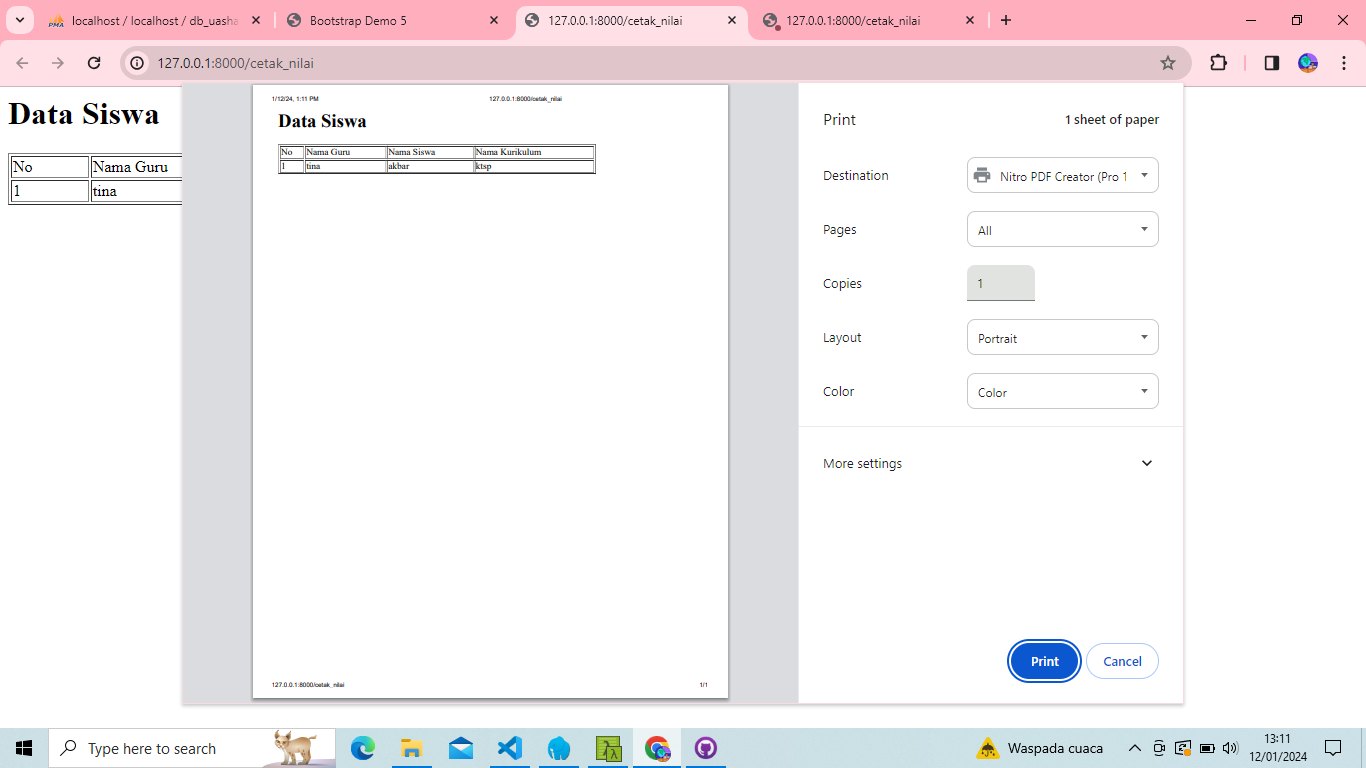 localhost / localhost / db_uasha
Bootstrap Demo 5
127.0.0.1:8000/cetak_nilai
127.0.0.1:8000/cetak_nilai
127.0.0.1:8000/cetak_nilai
Data Siswa
No Nama Guru
1 tina
1/12/24, 1:11 PM 127.0.0.1:8000/cetak_nilai
Data Siswa
No Nama Guru Nama Siswa Nama Kurikulum
1 tina akbar ktsp
127.0.0.1:8000/cetak_nilai 1/1
Print 1 sheet of paper
Destination Nitro PDF Creator (Pro 1
Pages All
Copies 1
Layout Portrait
Color Color
More settings
Print Cancel
Type here to search
Waspada cuaca
13:11
12/01/2024